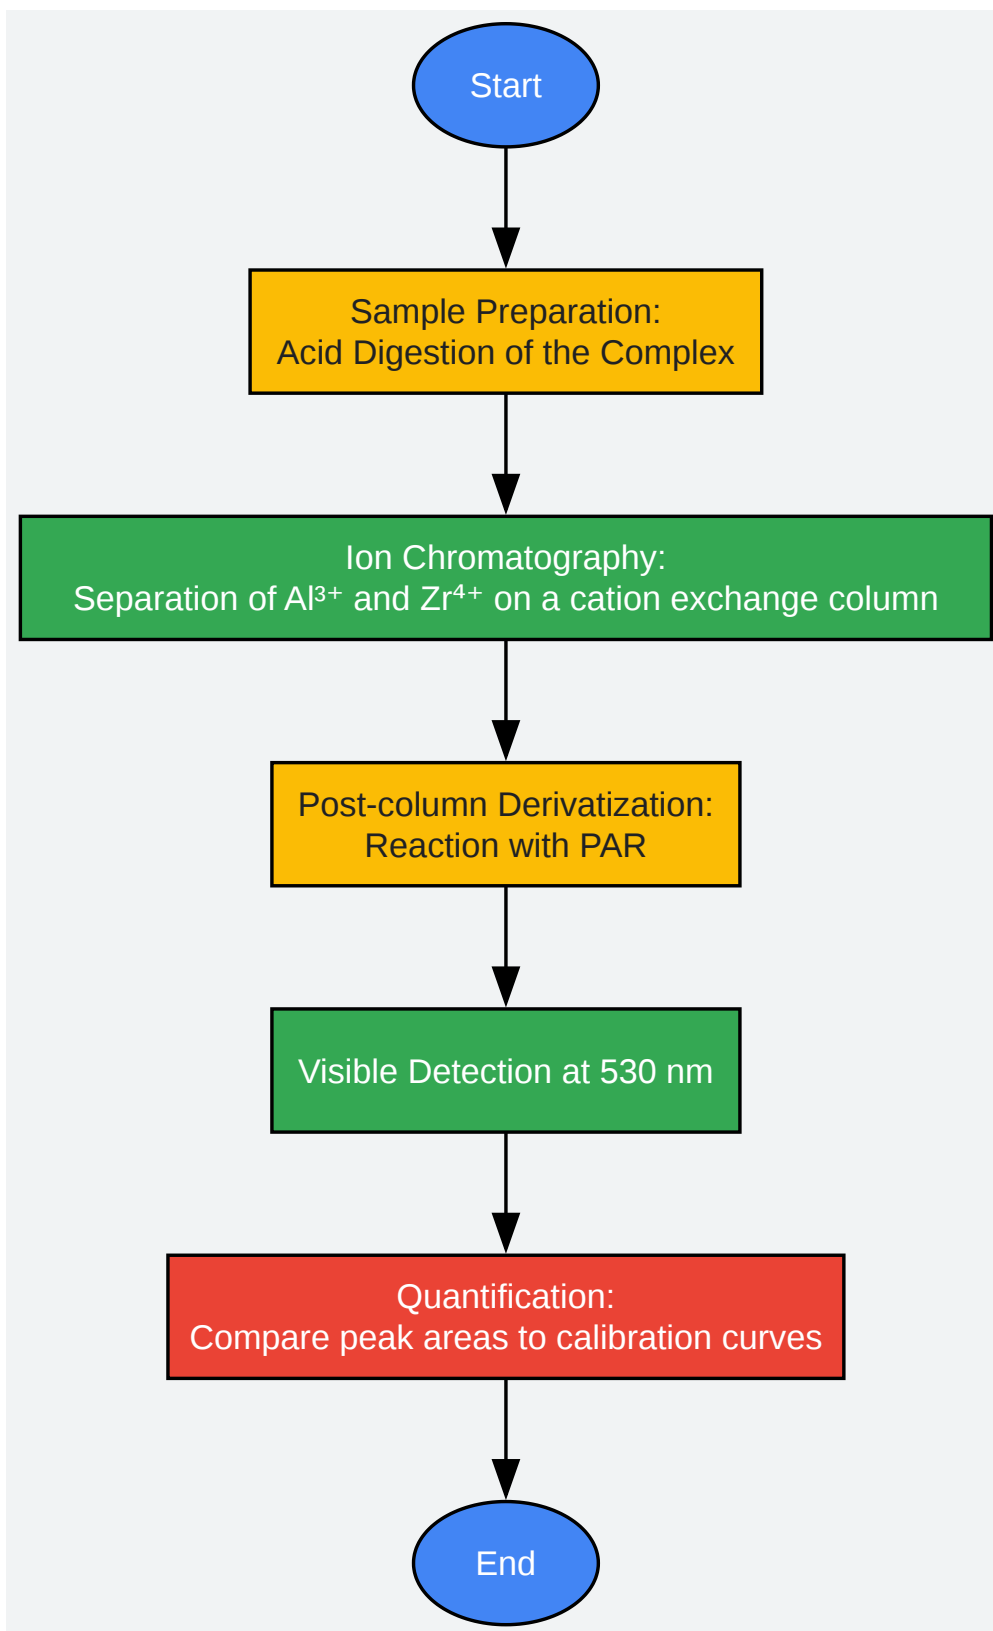 Start
Sample Preparation:
Acid Digestion of the Complex
Ion Chromatography:
Separation of Al³⁺ and Zr⁴⁺ on a cation exchange column
Post-column Derivatization:
Reaction with PAR
Visible Detection at 530 nm
Quantification:
Compare peak areas to calibration curves
End